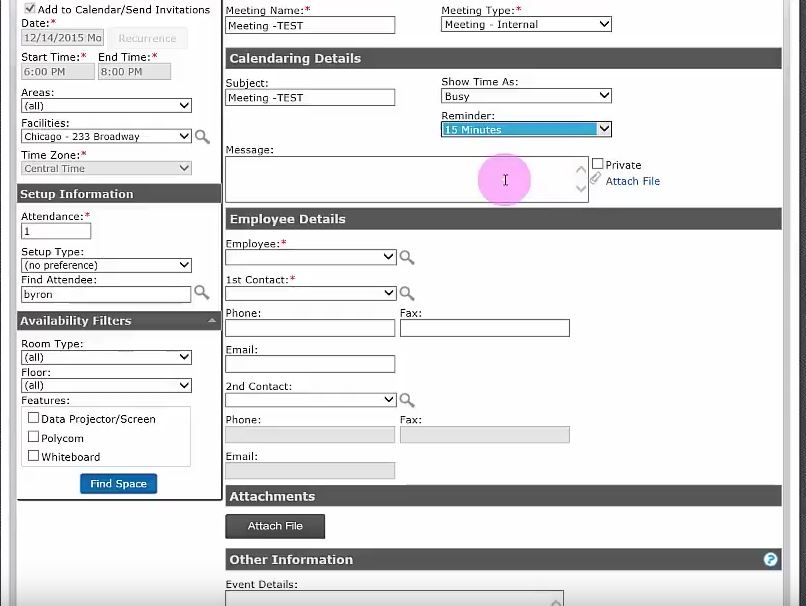 Add to Calendar/Send Invitations
Date:*
12/14/2015 Mo Recurrence
Start Time:* End Time:*
6:00 PM 8:00 PM
Areas:
(all)
Facilities:
Chicago - 233 Broadway
Time Zone:*
Central Time
Setup Information
Attendance:*
1
Setup Type:
(no preference)
Find Attendee:
byron
Availability Filters
Room Type:
(all)
Floor:
(all)
Features:
Data Projector/Screen
Polycom
Whiteboard
Find Space
Meeting Name:* Meeting Type:*
Meeting -TEST Meeting - Internal
Calendaring Details
Subject: Show Time As:
Meeting -TEST Busy
Reminder:
15 Minutes
Message:
Private
Attach File
Employee Details
Employee:*
1st Contact:*
Phone: Fax:
Email:
2nd Contact:
Phone: Fax:
Email:
Attachments
Attach File
Other Information ?
Event Details: